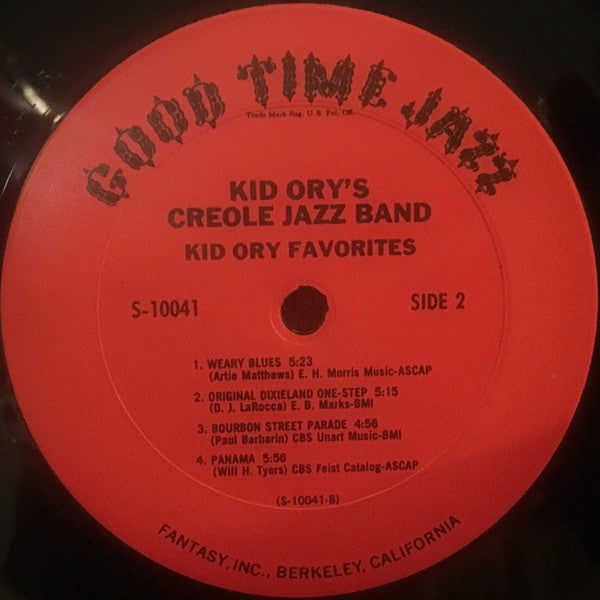 GOOD TIME JAZZ
Trade Mark Reg. U.S. Pat. Off.
KID ORY'S
CREOLE JAZZ BAND
KID ORY FAVORITES
S-10041
SIDE 2
1. WEARY BLUES 5:23
(Artie Matthews) E. H. Morris Music-ASCAP
2. ORIGINAL DIXIELAND ONE-STEP 5:15
(D. J. LaRocca) E. B. Marks-BMI
3. BOURBON STREET PARADE 4:56
(Paul Barbarin) CBS Unart Music-BMI
4. PANAMA 5:56
(Will H. Tyers) CBS Feist Catalog-ASCAP
(S-10041-B)
FANTASY, INC., BERKELEY, CALIFORNIA